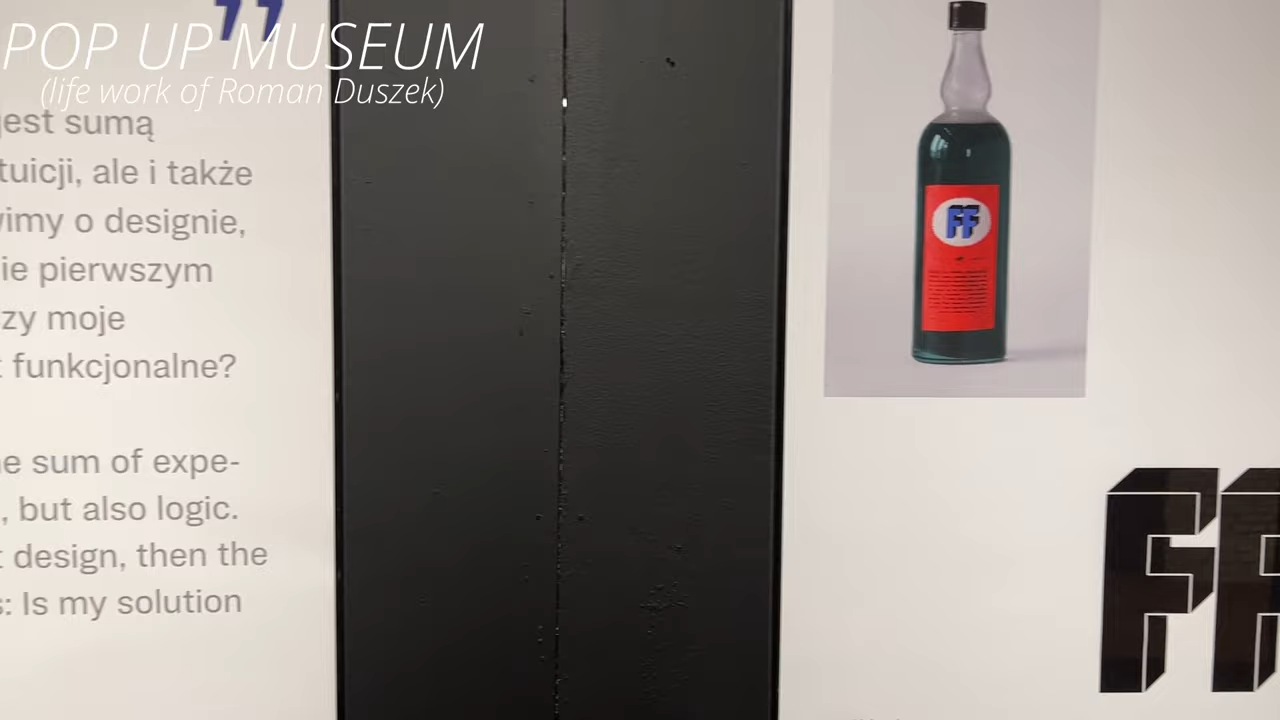 POP UP MUSEUM
(life work of Roman Duszek)
”
jest sumą
tuicji, ale i także
wimy o designie,
ie pierwszym
zy moje
funkcjonalne?
e sum of expe-
, but also logic.
t design, then the
s: Is my solution
FF
FF